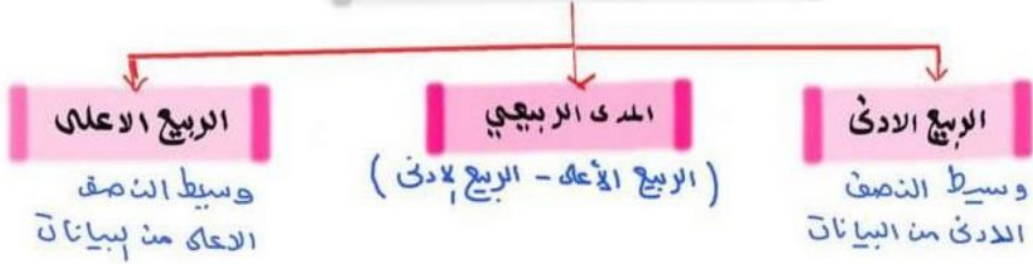 الربيع الادنى
المدى الربيعي
الربيع الاعلى
وسيط النصف
الادنى من البيانات
( الربيع الأعلى - الربيع الادنى )
وسيط النصف
الاعلى من البيانات